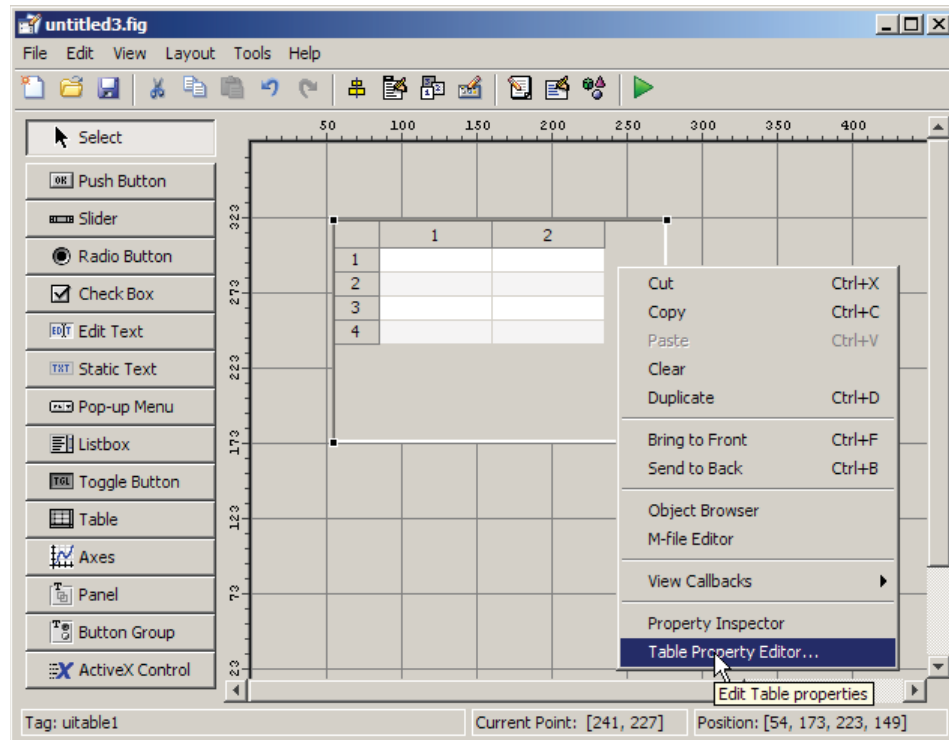 untitled3.fig
File Edit View Layout Tools Help
50 100 150 200 250 300 350 400
Select
Push Button
Slider
Radio Button
Check Box
Edit Text
Static Text
Pop-up Menu
Listbox
Toggle Button
Table
Axes
Panel
Button Group
ActiveX Control
OK
EDIT
TXT
TGL
323
273
223
173
123
73
23
1 2
1
2
3
4
Cut Ctrl+X
Copy Ctrl+C
Paste Ctrl+V
Clear
Duplicate Ctrl+D
Bring to Front Ctrl+F
Send to Back Ctrl+B
Object Browser
M-file Editor
View Callbacks
Property Inspector
Table Property Editor...
Edit Table properties
Tag: uitable1
Current Point: [241, 227]
Position: [54, 173, 223, 149]